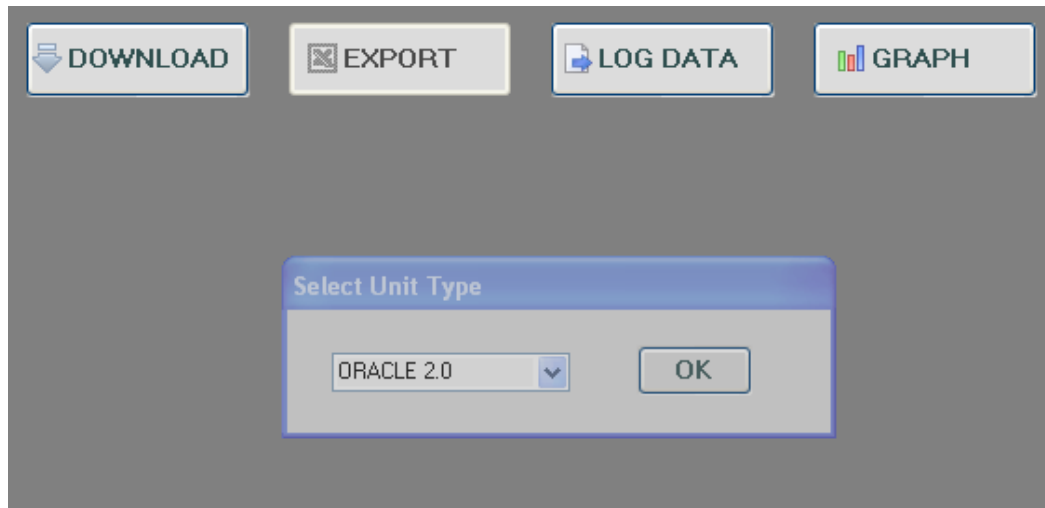 DOWNLOAD
EXPORT
LOG DATA
GRAPH
Select Unit Type
ORACLE 2.0
OK